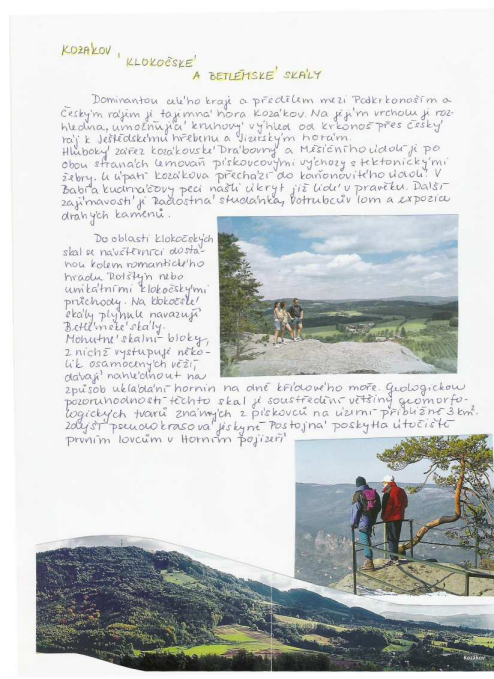 KOZÁKOV,
KLOKOČSKÉ
A BETLÉMSKÉ SKÁLY
Dominantou celého kraje a předělem mezi Podkrkonoším a
Českým rájem je tajemná hora Kozákov. Na jejím vrcholu je roz-
hledna, umožňující kruhový výhled od Krkonoš přes Český
ráj k Ještědskému hřebenu a Jizerským horám.
Hluboký zářez kozákovské Drábovny a Měsíčního údolí je po
obou stranách lemován pískovcovými výchozy s tektonickými
žebry. U úpatí Kozákova přechází do kaňonovitého údolí. V
Babí a Kudrnáčově peci našli úkryt již lidé v pravěku. Další
zajímavostí je Radostná studánka, Votrubcův lom a expozice
drahých kamenů.
Do oblasti Klokočských
skal se návštěvníci dosta-
nou kolem romantického
hradu Rotštýn nebo
unikátními Klokočskými
průchody. Na Klokočské
skály plynule navazují
Betlémské skály.
Mohutné skalní bloky,
z nichž vystupuje něko-
lik osamocených věží,
dávají nahlédnout na
způsob ukládání hornin na dně křídového moře. Geologickou
pozoruhodností těchto skal je soustředění většiny geomorfo-
logických tvarů známých z pískovců na území přibližně 3 km².
Zdejší pseudokrasová jeskyně Postojná poskytla útočiště
prvním lovcům v Horním Pojizeří
Kozákov